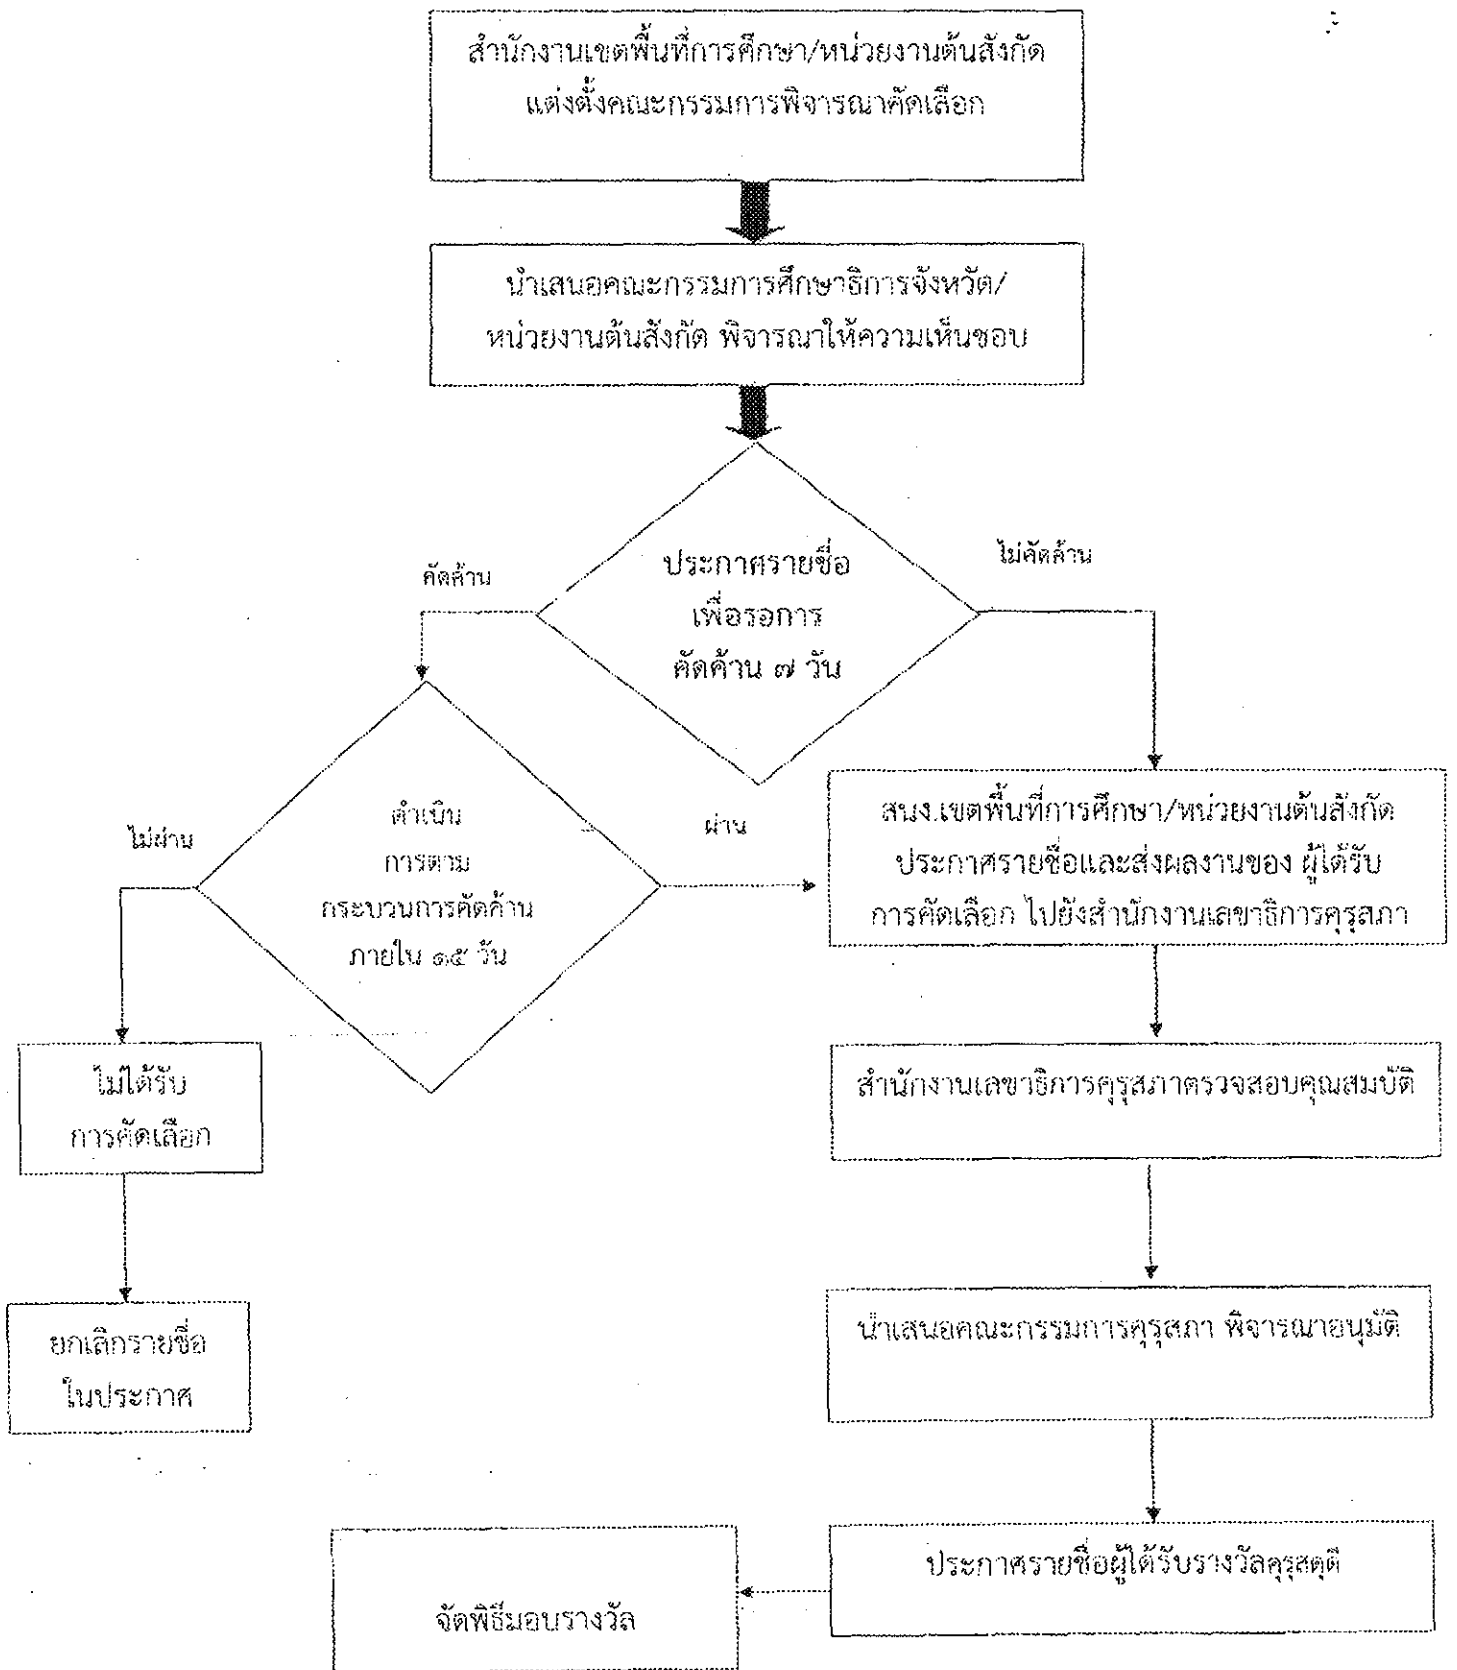 สำนักงานเขตพื้นที่การศึกษา/หน่วยงานต้นสังกัด
แต่งตั้งคณะกรรมการพิจารณาคัดเลือก
นำเสนอคณะกรรมการศึกษาธิการจังหวัด/
หน่วยงานต้นสังกัด พิจารณาให้ความเห็นชอบ
ประกาศรายชื่อ
เพื่อรอการ
คัดค้าน ๗ วัน
คัดค้าน
ไม่คัดค้าน
ดำเนิน
การตาม
กระบวนการคัดค้าน
ภายใน ๑๕ วัน
ไม่ผ่าน
ผ่าน
สนง.เขตพื้นที่การศึกษา/หน่วยงานต้นสังกัด
ประกาศรายชื่อและส่งผลงานของ ผู้ได้รับ
การคัดเลือก ไปยังสำนักงานเลขาธิการคุรุสภา
ไม่ได้รับ
การคัดเลือก
สำนักงานเลขาธิการคุรุสภาตรวจสอบคุณสมบัติ
ยกเลิกรายชื่อ
ในประกาศ
นำเสนอคณะกรรมการคุรุสภา พิจารณาอนุมัติ
ประกาศรายชื่อผู้ได้รับรางวัลคุรุสดุดี
จัดพิธีมอบรางวัล